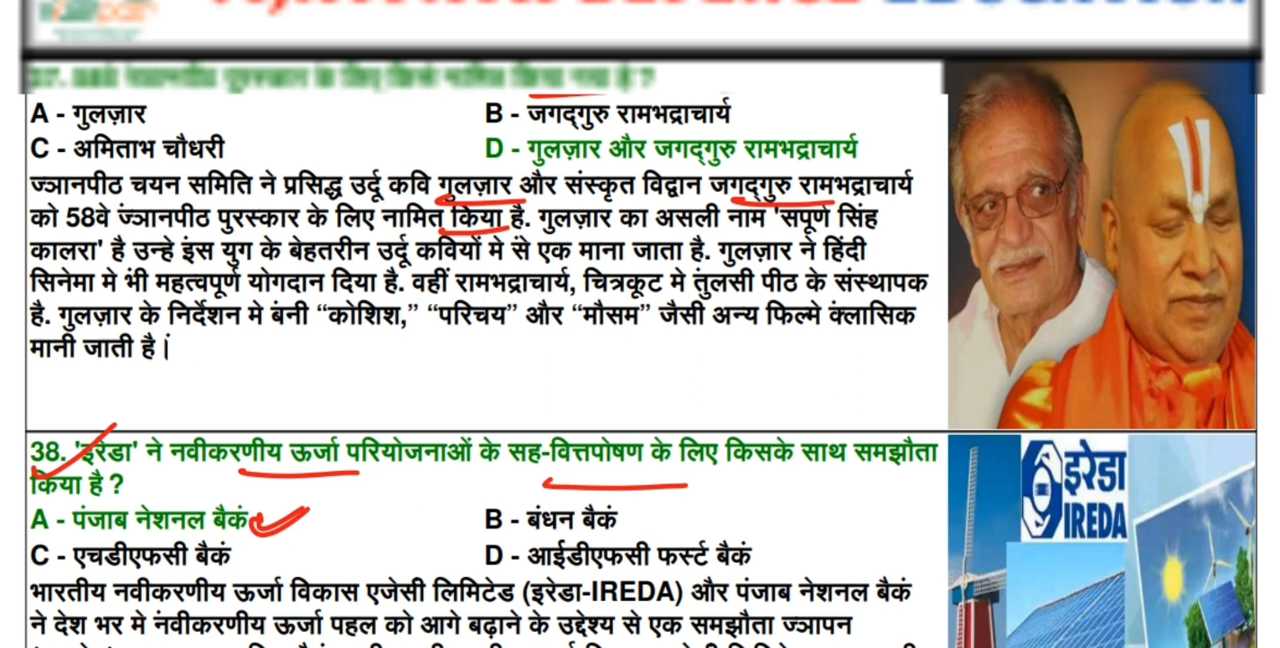 A - गुलज़ार
B - जगद्गुरु रामभद्राचार्य
C - अमिताभ चौधरी
D - गुलज़ार और जगद्गुरु रामभद्राचार्य
ज्ञानपीठ चयन समिति ने प्रसिद्ध उर्दू कवि गुलज़ार और संस्कृत विद्वान जगद्गुरु रामभद्राचार्य
को 58वे ज्ञानपीठ पुरस्कार के लिए नामित किया है. गुलज़ार का असली नाम 'सपूर्ण सिंह
कालरा' है उन्हे इस युग के बेहतरीन उर्दू कवियों मे से एक माना जाता है. गुलज़ार ने हिंदी
सिनेमा मे भी महत्वपूर्ण योगदान दिया है. वहीं रामभद्राचार्य, चित्रकूट मे तुलसी पीठ के संस्थापक
है. गुलज़ार के निर्देशन मे बनी “कोशिश,” “परिचय” और “मौसम” जैसी अन्य फिल्मे क्लासिक
मानी जाती है|
38. 'इरेडा' ने नवीकरणीय ऊर्जा परियोजनाओं के सह-वित्तपोषण के लिए किसके साथ समझौता
किया है ?
A - पंजाब नेशनल बैकं
B - बंधन बैकं
C - एचडीएफसी बैकं
D - आईडीएफसी फर्स्ट बैकं
इरेडा
IREDA
भारतीय नवीकरणीय ऊर्जा विकास एजेसी लिमिटेड (इरेडा-IREDA) और पंजाब नेशनल बैकं
ने देश भर मे नवीकरणीय ऊर्जा पहल को आगे बढ़ाने के उद्देश्य से एक समझौता ज्ञापन